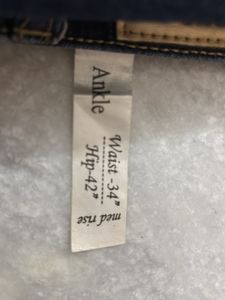 Ankle
Waist -34”
Hip-42”
med rise